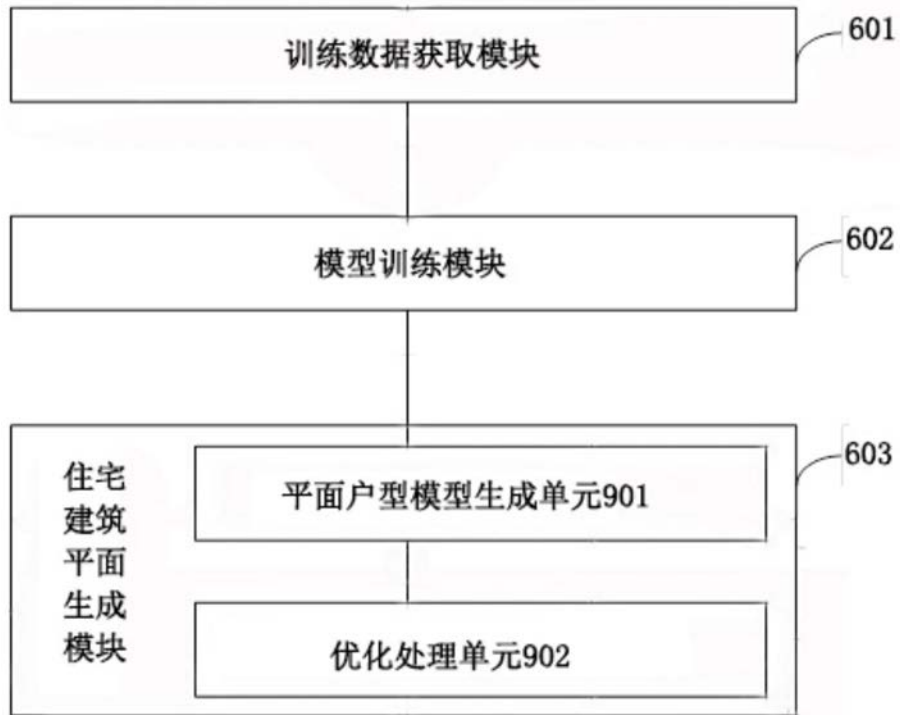 训练数据获取模块
601
模型训练模块
602
住宅
建筑
平面
生成
模块
603
平面户型模型生成单元901
优化处理单元902